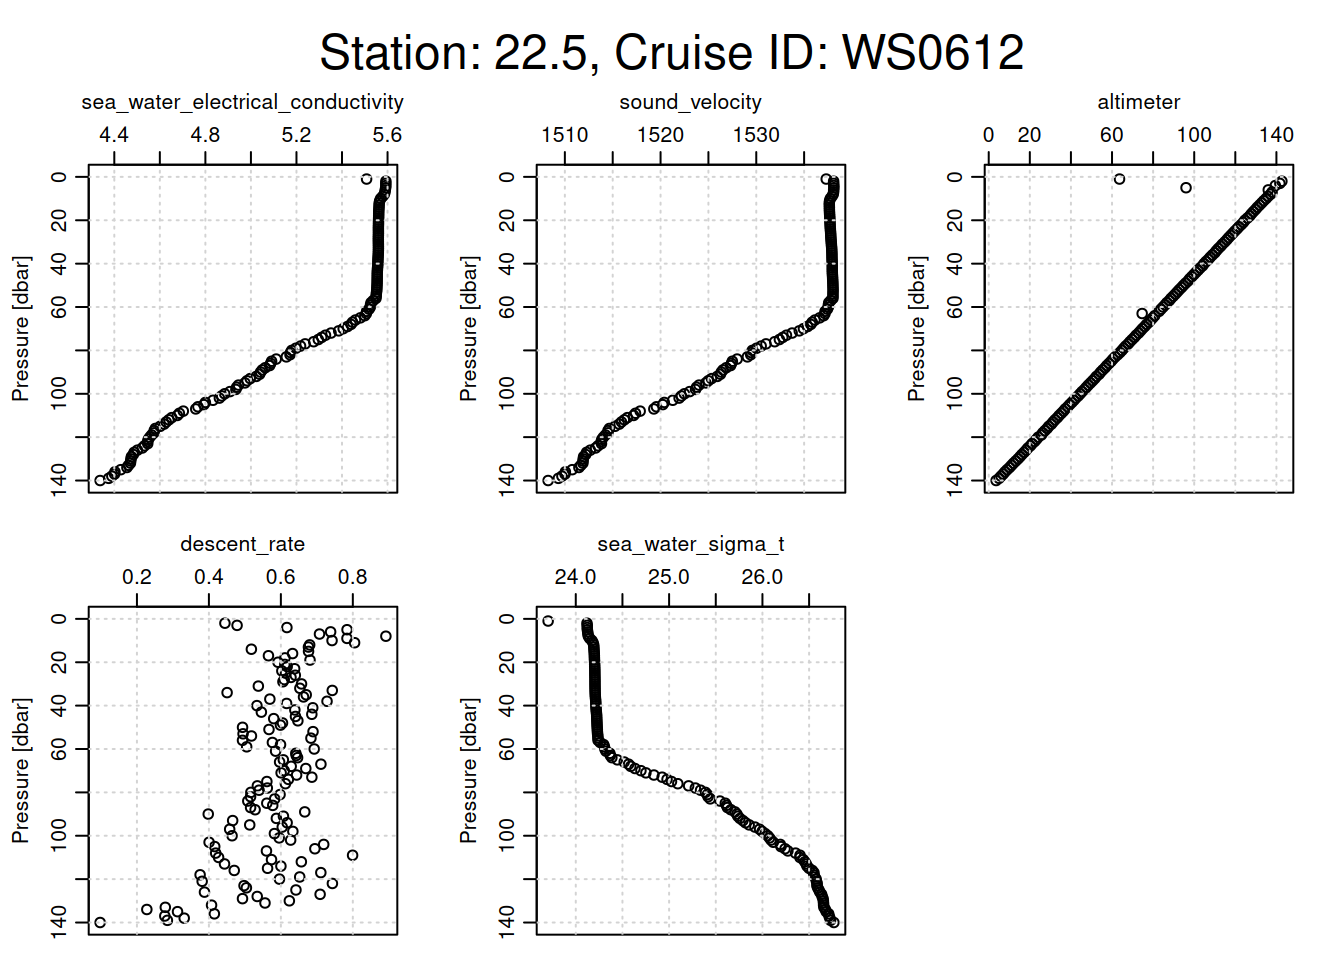 Station: 22.5, Cruise ID: WS0612
sea_water_electrical_conductivity
4.4 4.8 5.2 5.6
Pressure [dbar]
0 20 40 60 100 140
sound_velocity
1510 1520 1530
Pressure [dbar]
0 20 40 60 100 140
altimeter
0 20 60 100 140
Pressure [dbar]
0 20 40 60 100 140
descent_rate
0.2 0.4 0.6 0.8
Pressure [dbar]
0 20 40 60 100 140
sea_water_sigma_t
24.0 25.0 26.0
Pressure [dbar]
0 20 40 60 100 140